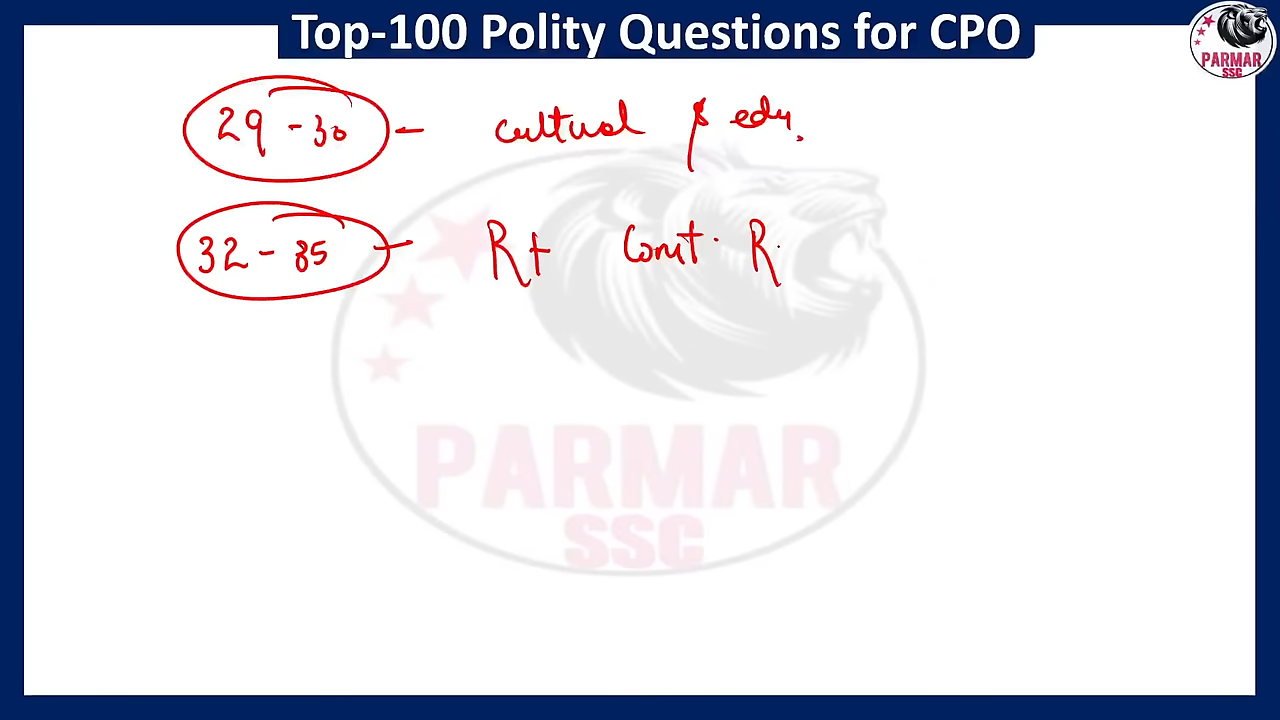 Top-100 Polity Questions for CPO
PARMAR
SSC
29 - 30 - cultural & edu.
32 - 35 - Rt Const. R.
PARMAR
SSC